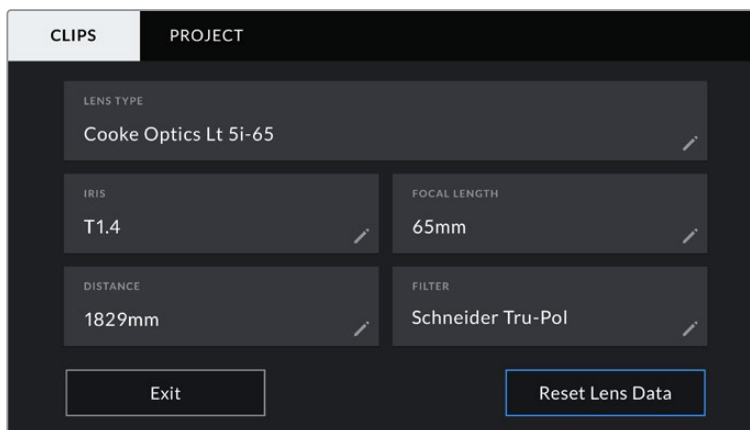 CLIPS PROJECT
LENS TYPE
Cooke Optics Lt 5i-65
IRIS
T1.4
FOCAL LENGTH
65mm
DISTANCE
1829mm
FILTER
Schneider Tru-Pol
Exit Reset Lens Data